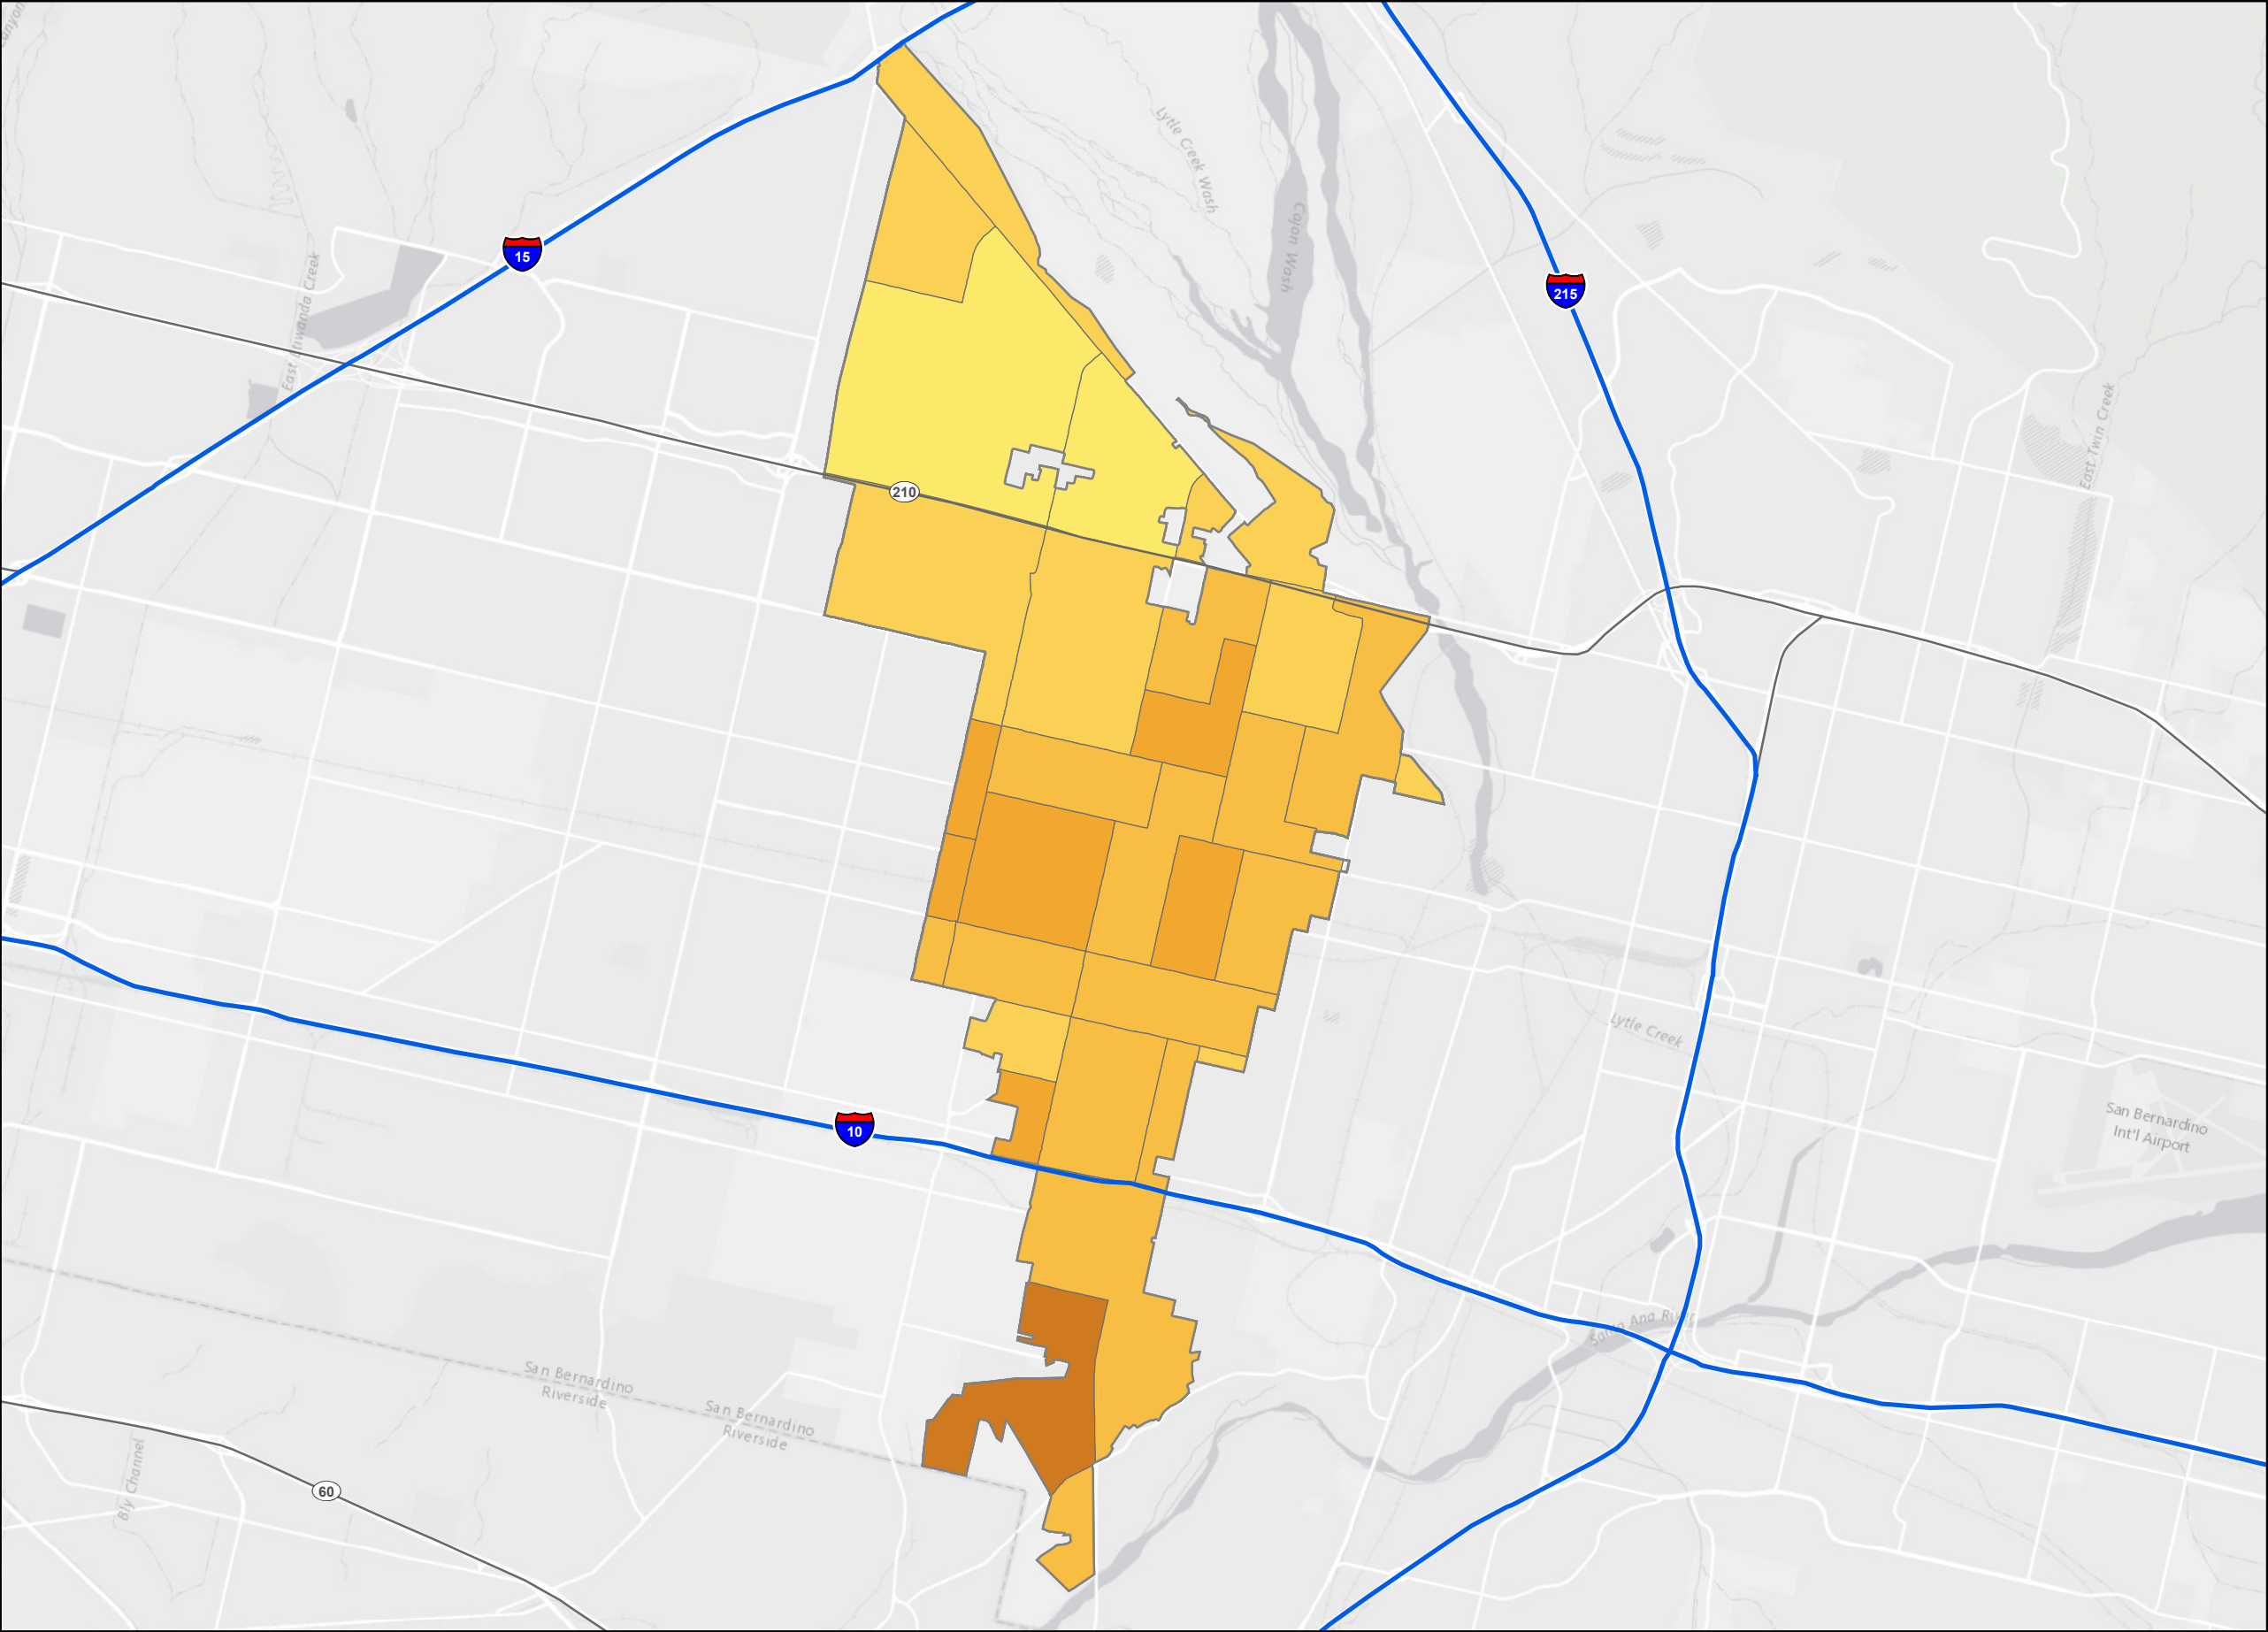 Canyon
Lytle Creek Wash
Cajon Wash
East Etiwanda Creek
15
215
East Twin Creek
210
Lytle Creek
San Bernardino
Int'l Airport
10
Santa Ana River
San Bernardino
Riverside
San Bernardino
Riverside
Bly Channel
60